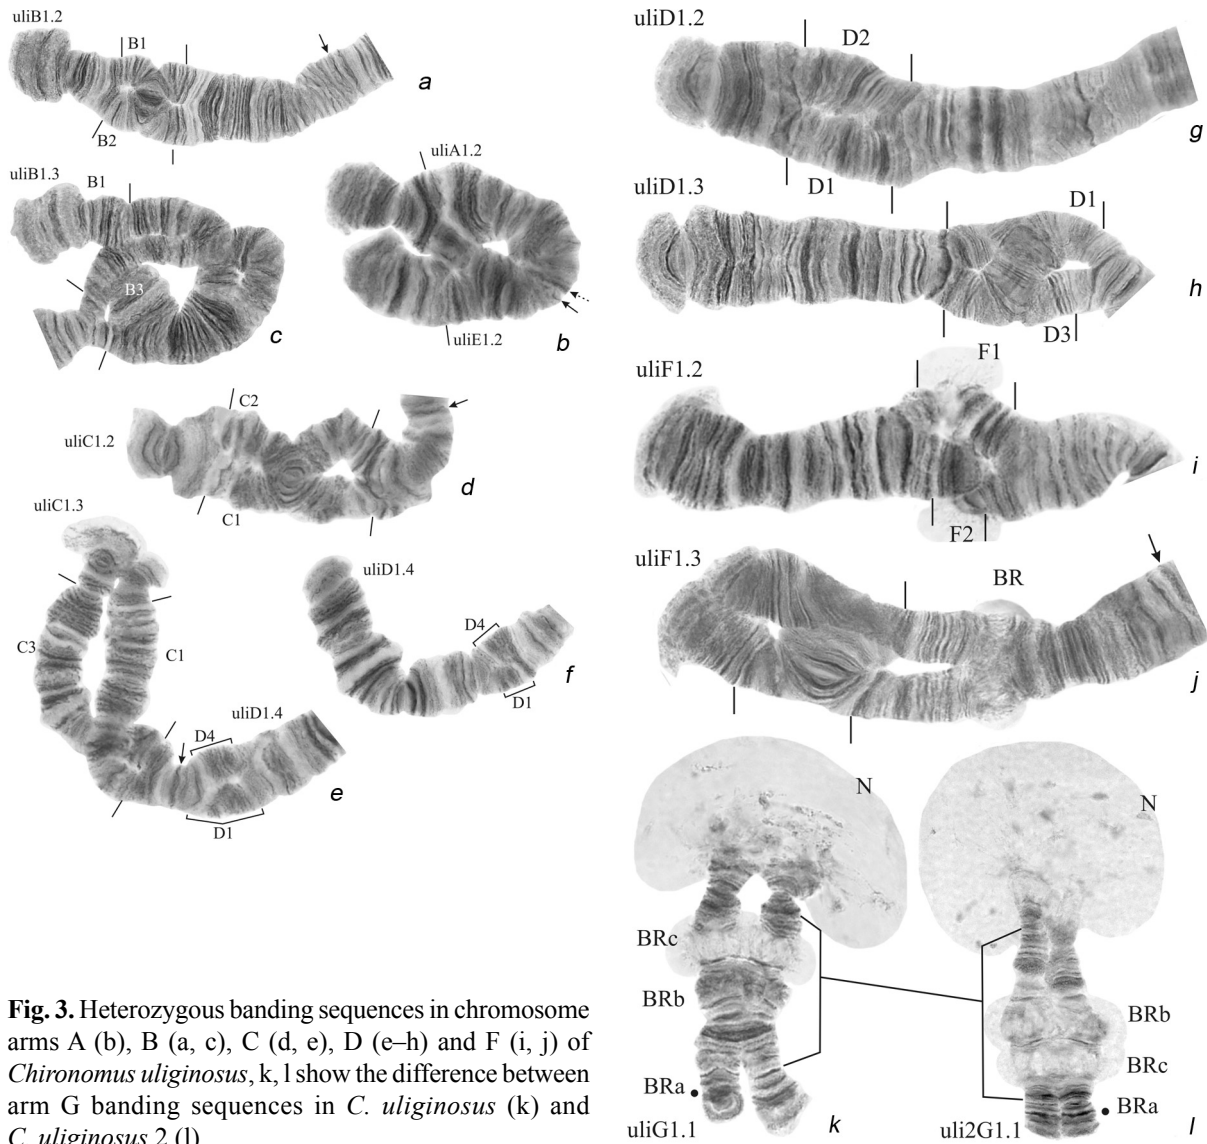 uliB1.2
B1
B2
a
uliB1.3
B1
B3
c
uliA1.2
uliE1.2
b
uliC1.2
C2
C1
d
uliC1.3
C3
C1
uliD1.4
D4
D1
e
uliD1.4
D4
D1
f
Fig. 3. Heterozygous banding sequences in chromosome
arms A (b), B (a, c), C (d, e), D (e–h) and F (i, j) of
Chironomus uliginosus, k, l show the difference between
arm G banding sequences in C. uliginosus (k) and
C. uliginosus 2 (l)
uliD1.2
D2
D1
g
uliD1.3
D1
D3
h
uliF1.2
F1
F2
i
uliF1.3
BR
j
N
BRc
BRb
BRa
uliG1.1
k
N
BRb
BRc
BRa
uli2G1.1
l